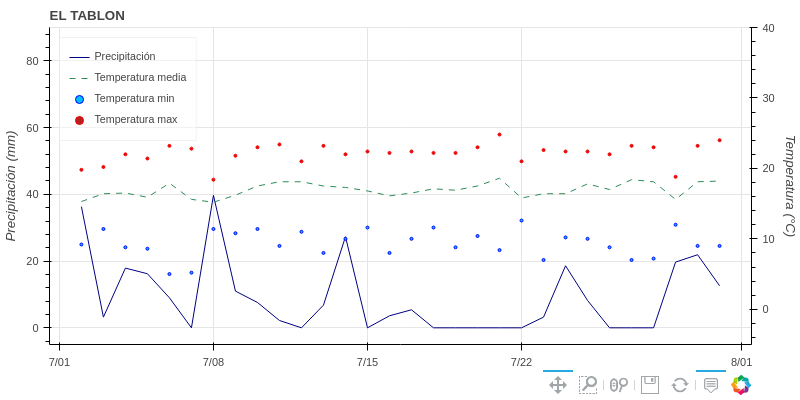 EL TABLON
Precipitación
Temperatura media
Temperatura min
Temperatura max
Precipitación (mm)
80
60
40
20
0
Temperatura (°C)
40
30
20
10
0
7/01
7/08
7/15
7/22
8/01